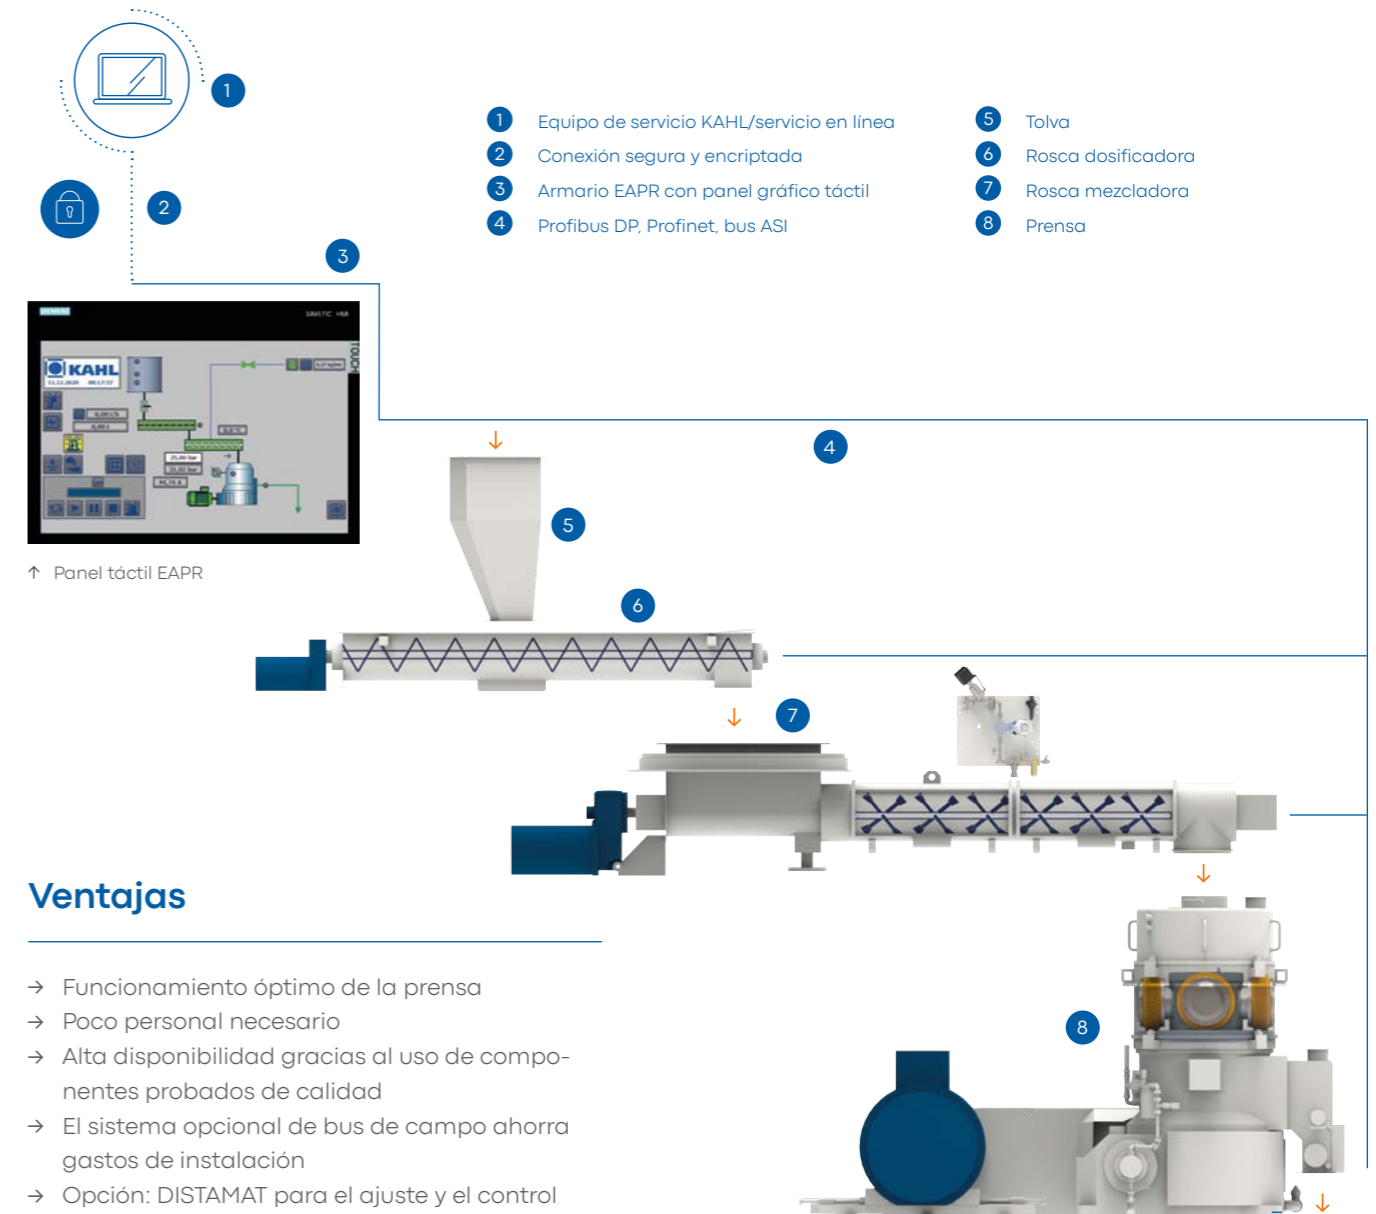 1
1 Equipo de servicio KAHL/servicio en línea
2 Conexión segura y encriptada
3 Armario EAPR con panel gráfico táctil
4 Profibus DP, Profinet, bus ASI
5 Tolva
6 Rosca dosificadora
7 Rosca mezcladora
8 Prensa
2
3
SIEMENS
SIMATIC HMI
TOUCH
KAHL
4
↑ Panel táctil EAPR
5
6
7
8
Ventajas
→ Funcionamiento óptimo de la prensa
→ Poco personal necesario
→ Alta disponibilidad gracias al uso de compo-
nentes probados de calidad
→ El sistema opcional de bus de campo ahorra
gastos de instalación
→ Opción: DISTAMAT para el ajuste y el control